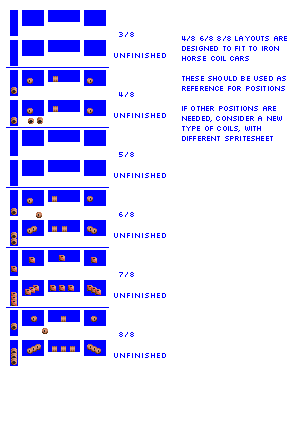 3/8
UNFINISHED
4/8 6/8 8/8 LAYOUTS ARE
DESIGNED TO FIT TO IRON
HORSE COIL CARS
THESE SHOULD BE USED AS
REFERENCE FOR POSITIONS
IF OTHER POSITIONS ARE
NEEDED, CONSIDER A NEW
TYPE OF COILS, WITH
DIFFERENT SPRITESHEET
4/8
UNFINISHED
5/8
UNFINISHED
6/8
UNFINISHED
7/8
UNFINISHED
8/8
UNFINISHED